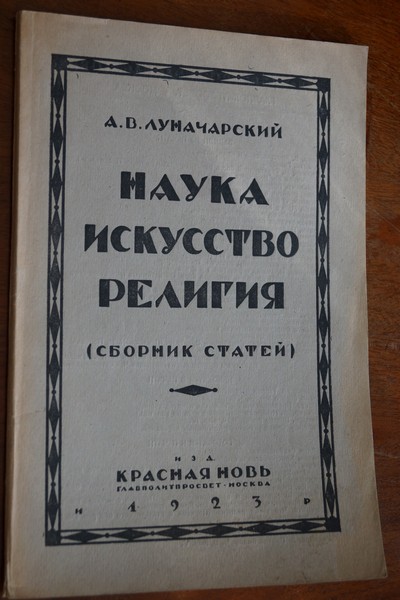 А.В.ЛУНАЧАРСКИЙ
НАУКА
ИСКУССТВО
РЕЛИГИЯ
(СБОРНИК СТАТЕЙ)
ИЗД.
КРАСНАЯ НОВЬ
ГЛАВПОЛИТПРОСВЕТ·МОСКВА
Н 1923 Р